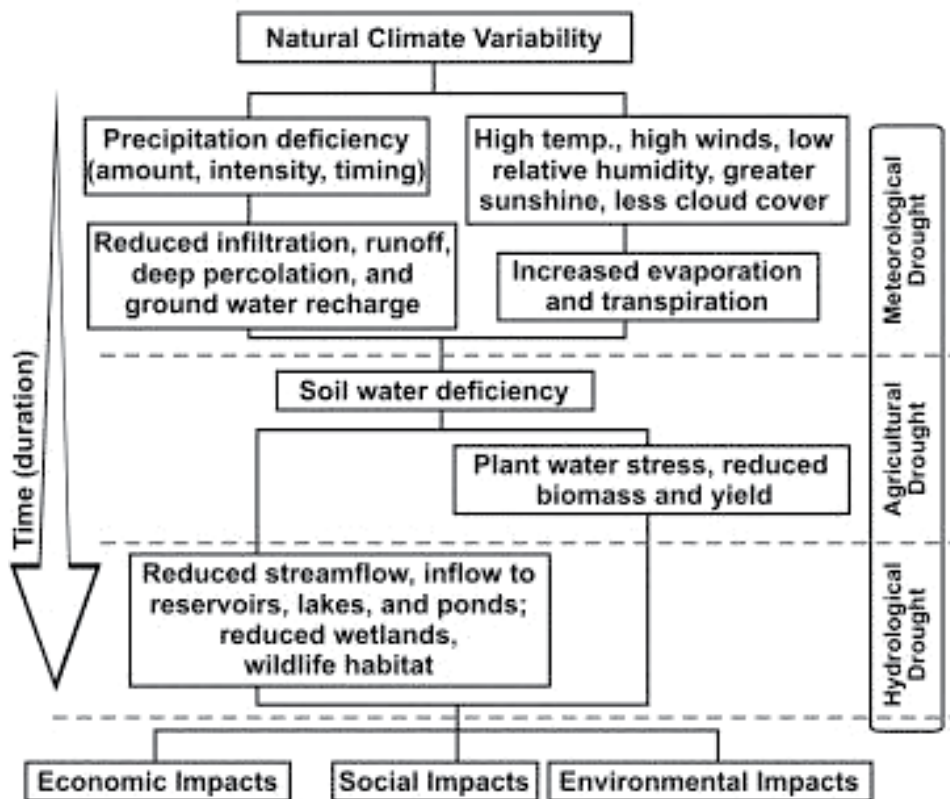 Natural Climate Variability
Precipitation deficiency
(amount, intensity, timing)
High temp., high winds, low
relative humidity, greater
sunshine, less cloud cover
Reduced infiltration, runoff,
deep percolation, and
ground water recharge
Increased evaporation
and transpiration
Meteorological
Drought
Soil water deficiency
Plant water stress, reduced
biomass and yield
Agricultural
Drought
Time (duration)
Reduced streamflow, inflow to
reservoirs, lakes, and ponds;
reduced wetlands,
wildlife habitat
Hydrological
Drought
Economic Impacts
Social Impacts
Environmental Impacts